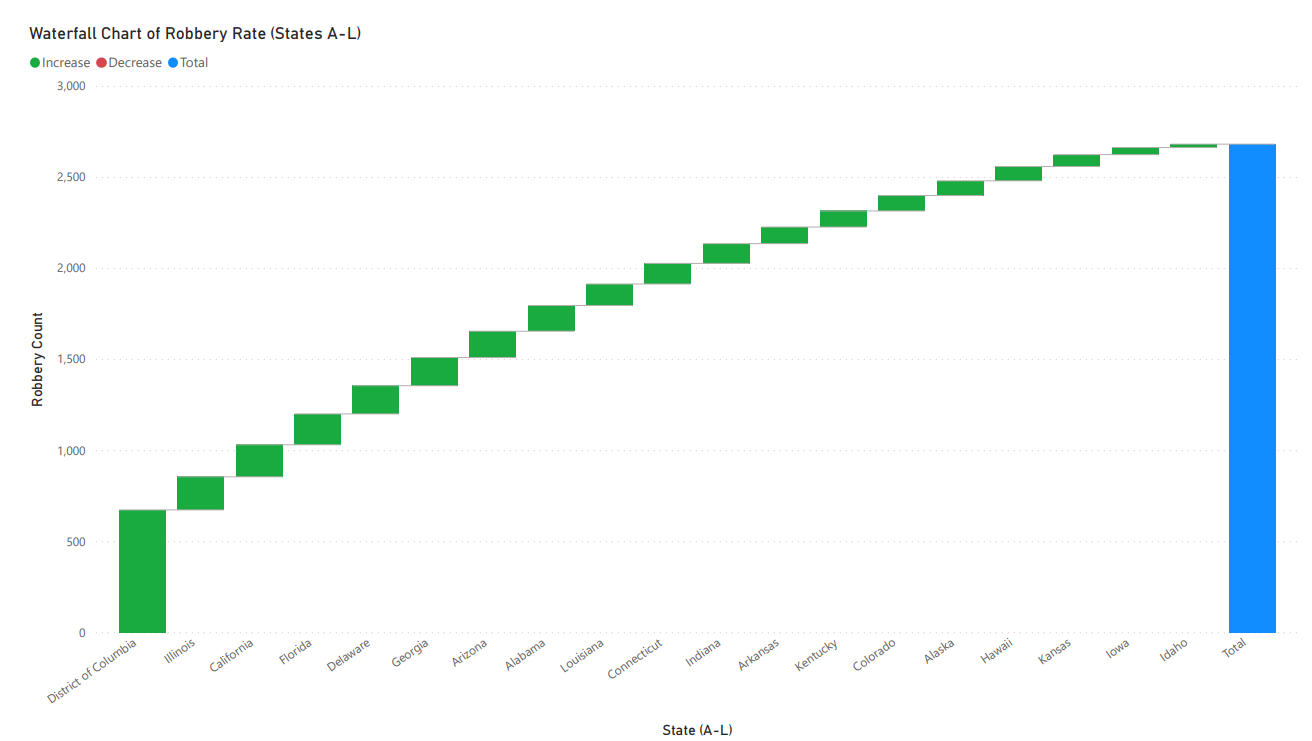 Waterfall Chart of Robbery Rate (States A-L)
Increase Decrease Total
3,000
2,500
2,000
1,500
1,000
500
0
Robbery Count
District of Columbia
Illinois
California
Florida
Delaware
Georgia
Arizona
Alabama
Louisiana
Connecticut
Indiana
Arkansas
Kentucky
Colorado
Alaska
Hawaii
Kansas
Iowa
Idaho
Total
State (A-L)